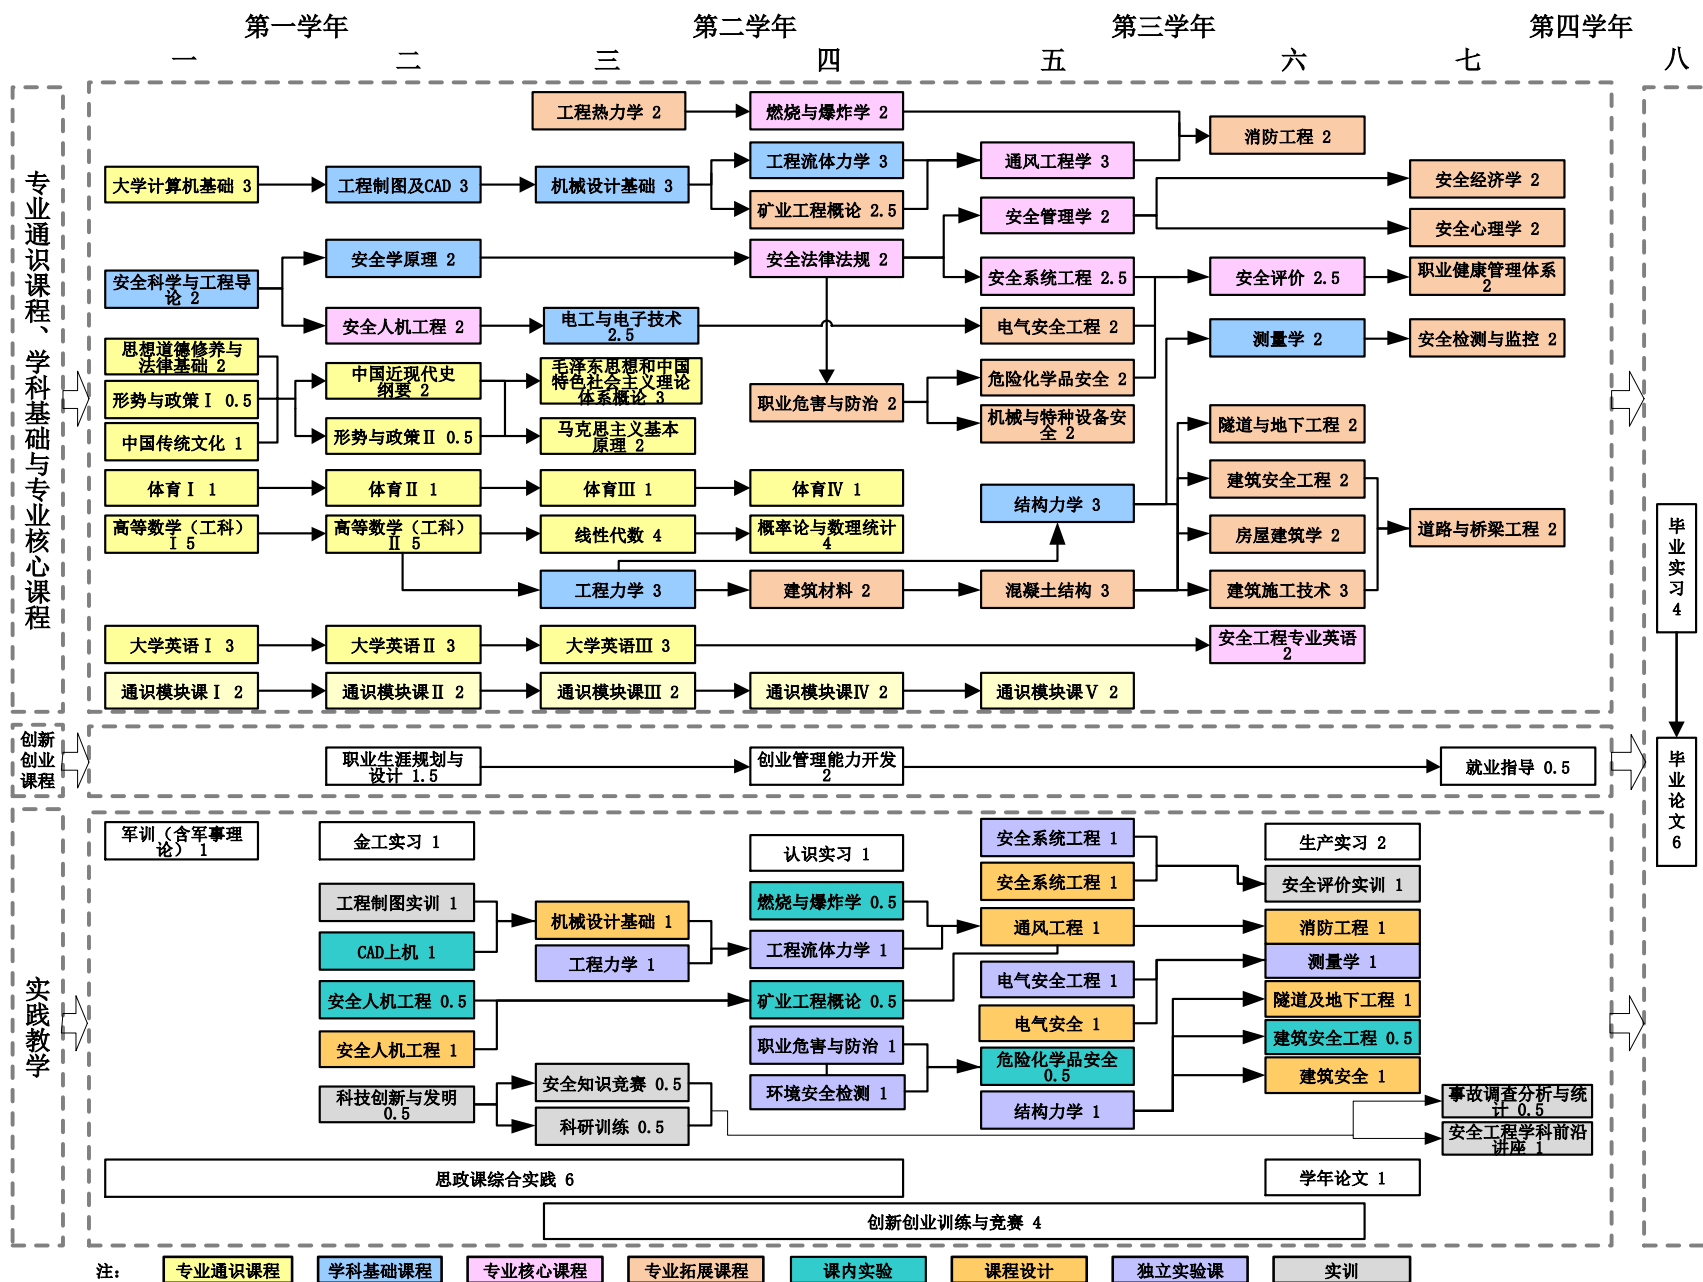 第一学年
第二学年
第三学年
第四学年
一
二
三
四
五
六
七
八
专业通识课程、学科基础与专业核心课程
工程热力学 2
燃烧与爆炸学 2
消防工程 2
大学计算机基础 3
工程制图及CAD 3
机械设计基础 3
工程流体力学 3
通风工程学 3
矿业工程概论 2.5
安全管理学 2
安全经济学 2
安全心理学 2
安全科学与工程导
论 2
安全学原理 2
安全法律法规 2
安全系统工程 2.5
安全评价 2.5
职业健康管理体系
2
安全人机工程 2
电工与电子技术
2.5
电气安全工程 2
测量学 2
安全检测与监控 2
思想道德修养与
法律基础 2
形势与政策Ⅰ 0.5
中国传统文化 1
中国近现代史
纲要 2
形势与政策Ⅱ 0.5
毛泽东思想和中国
特色社会主义理论
体系概论 3
马克思主义基本
原理 2
职业危害与防治 2
危险化学品安全 2
机械与特种设备安
全 2
隧道与地下工程 2
体育Ⅰ 1
体育Ⅱ 1
体育Ⅲ 1
体育Ⅳ 1
结构力学 3
建筑安全工程 2
高等数学（工科）
Ⅰ 5
高等数学（工科）
Ⅱ 5
线性代数 4
概率论与数理统计
4
房屋建筑学 2
道路与桥梁工程 2
工程力学 3
建筑材料 2
混凝土结构 3
建筑施工技术 3
大学英语Ⅰ 3
大学英语Ⅱ 3
大学英语Ⅲ 3
安全工程专业英语
2
通识模块课Ⅰ 2
通识模块课Ⅱ 2
通识模块课Ⅲ 2
通识模块课Ⅳ 2
通识模块课Ⅴ 2
毕业实习4
毕业论文6
创新
创业
课程
职业生涯规划与
设计 1.5
创业管理能力开发
2
就业指导 0.5
实践教学
军训（含军事理
论） 1
金工实习 1
认识实习 1
安全系统工程 1
生产实习 2
安全系统工程 1
安全评价实训 1
工程制图实训 1
CAD上机 1
机械设计基础 1
工程力学 1
燃烧与爆炸学 0.5
工程流体力学 1
通风工程 1
消防工程 1
测量学 1
安全人机工程 0.5
安全人机工程 1
矿业工程概论 0.5
电气安全工程 1
电气安全 1
隧道及地下工程 1
建筑安全工程 0.5
职业危害与防治 1
环境安全检测 1
危险化学品安全
0.5
结构力学 1
建筑安全 1
科技创新与发明
0.5
安全知识竞赛 0.5
科研训练 0.5
事故调查分析与统
计 0.5
安全工程学科前沿
讲座 1
思政课综合实践 6
学年论文 1
创新创业训练与竞赛 4
注：
专业通识课程
学科基础课程
专业核心课程
专业拓展课程
课内实验
课程设计
独立实验课
实训